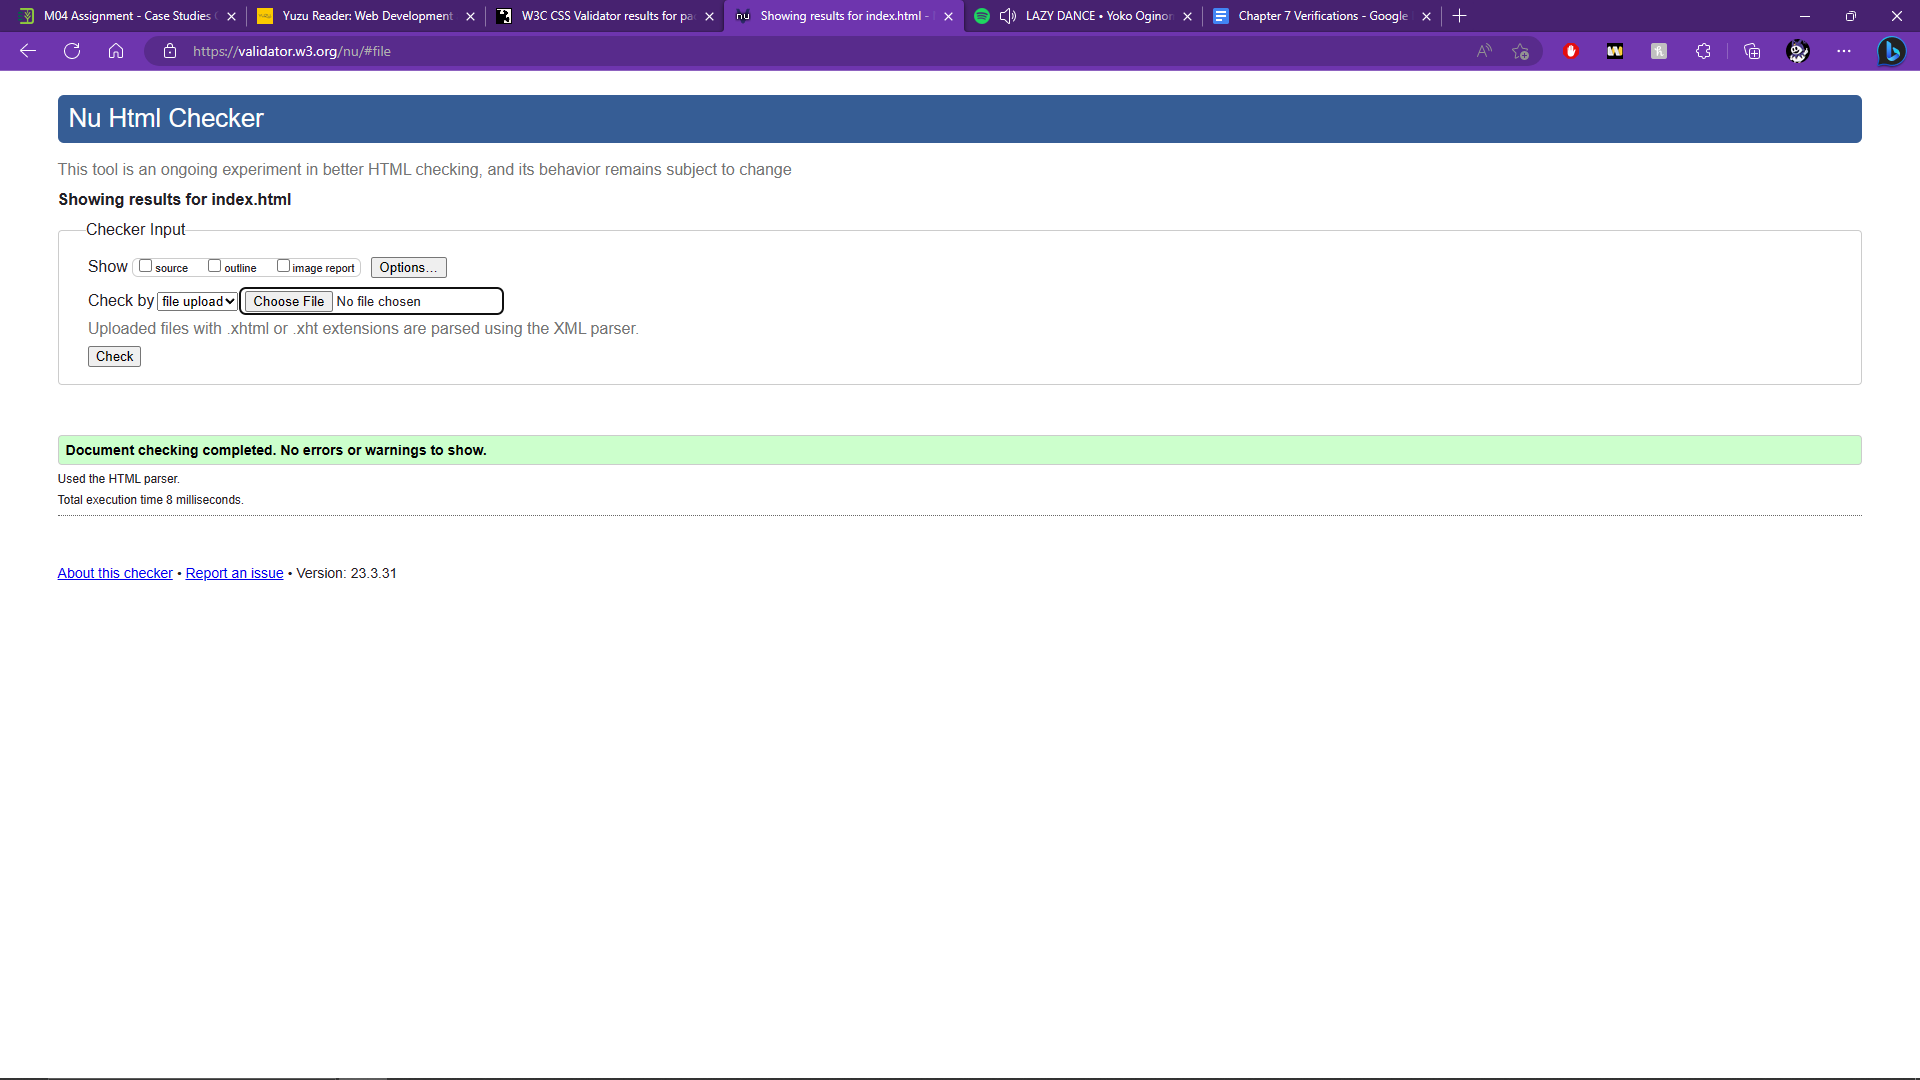 M04 Assignment - Case Studies
Yuzu Reader: Web Development
W3C CSS Validator results for pac
Showing results for index.html -
LAZY DANCE • Yoko Oginom
Chapter 7 Verifications - Google
https://validator.w3.org/nu/#file
Nu Html Checker
This tool is an ongoing experiment in better HTML checking, and its behavior remains subject to change
Showing results for index.html
Checker Input
Show source outline image report Options...
Check by file upload Choose File No file chosen
Uploaded files with .xhtml or .xht extensions are parsed using the XML parser.
Check
Document checking completed. No errors or warnings to show.
Used the HTML parser.
Total execution time 8 milliseconds.
About this checker • Report an issue • Version: 23.3.31